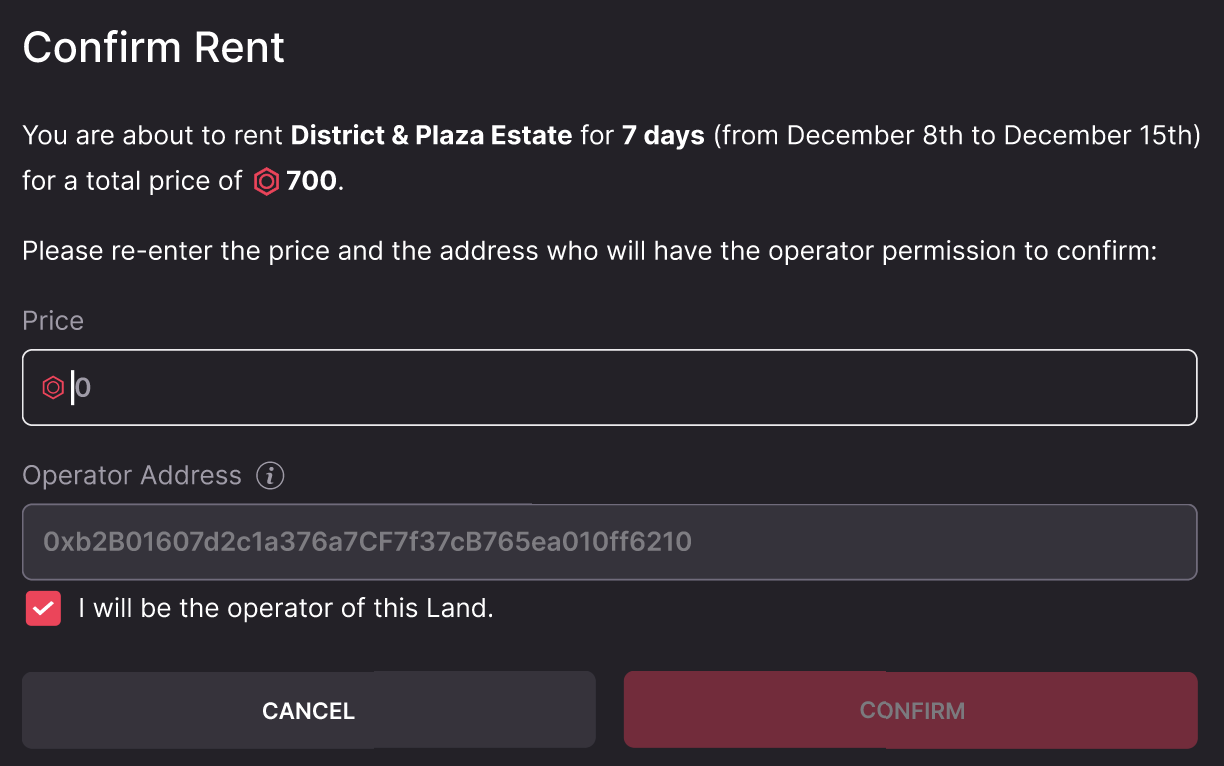 Confirm Rent
You are about to rent District & Plaza Estate for 7 days (from December 8th to December 15th)
for a total price of 700.
Please re-enter the price and the address who will have the operator permission to confirm:
Price
0
Operator Address i
0xb2B01607d2c1a376a7CF7f37cB765ea010ff6210
I will be the operator of this Land.
CANCEL
CONFIRM